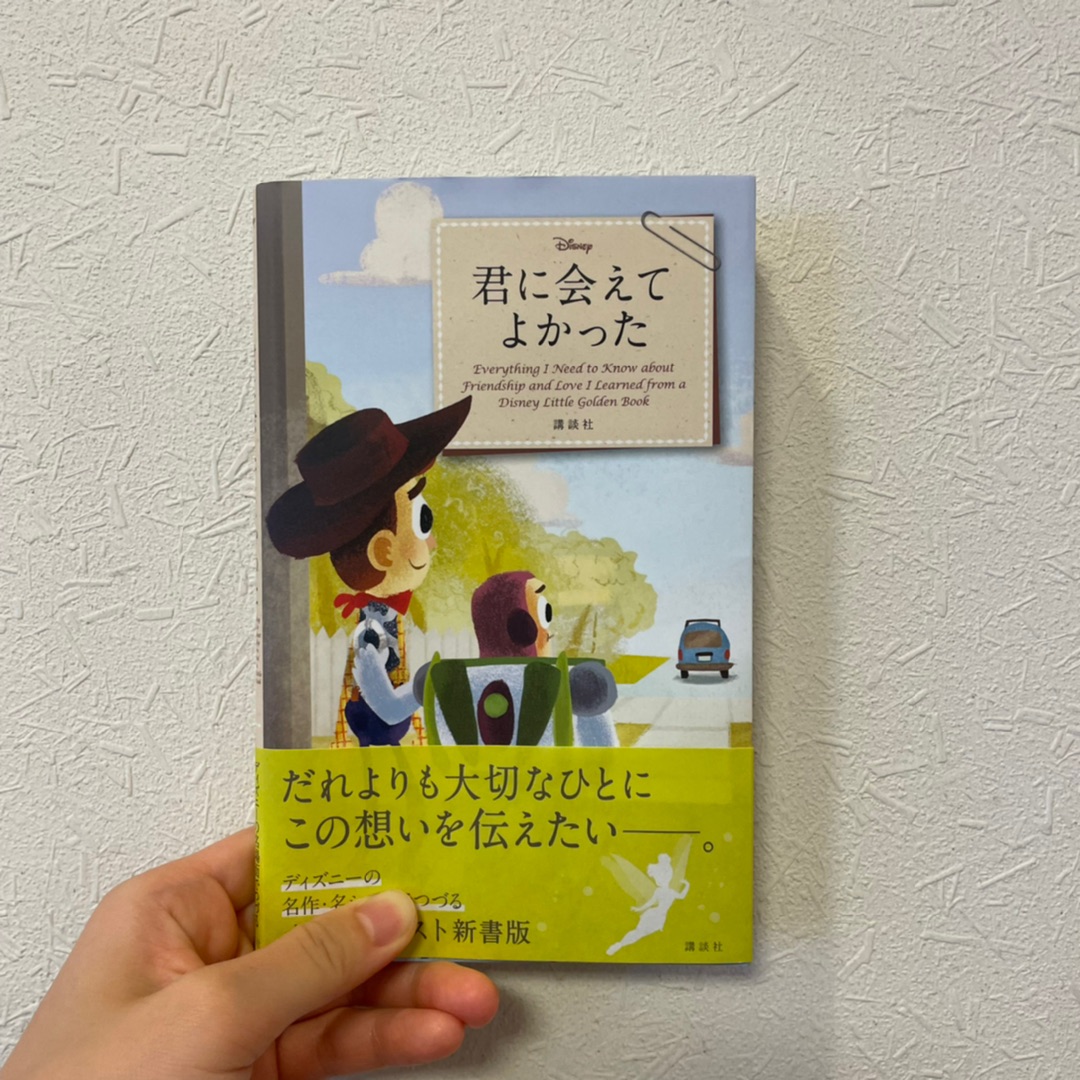 Disney
君に会えて
よかった
Everything I Need to Know about
Friendship and Love I Learned from a
Disney Little Golden Book
講談社
だれよりも大切なひとに
この想いを伝えたい——。
ディズニーの
名作・名シ つづる
スト新書版
講談社